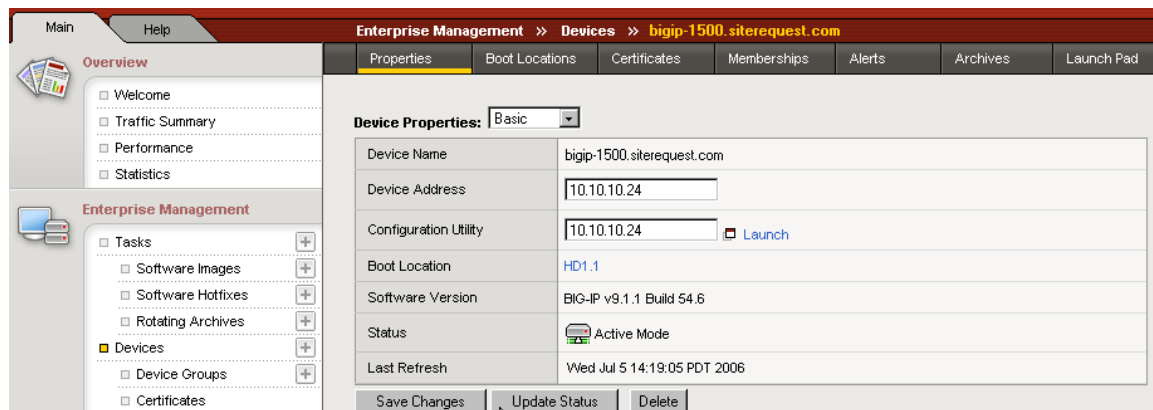 Main
Help
Enterprise Management » Devices » bigip-1500.siterequest.com
Properties
Boot Locations
Certificates
Memberships
Alerts
Archives
Launch Pad
Overview
Welcome
Traffic Summary
Performance
Statistics
Enterprise Management
Tasks
Software Images
Software Hotfixes
Rotating Archives
Devices
Device Groups
Certificates
Device Properties: Basic
Device Name bigip-1500.siterequest.com
Device Address 10.10.10.24
Configuration Utility 10.10.10.24 Launch
Boot Location HD1.1
Software Version BIG-IP v9.1.1 Build 54.6
Status Active Mode
Last Refresh Wed Jul 5 14:19:05 PDT 2006
Save Changes Update Status Delete